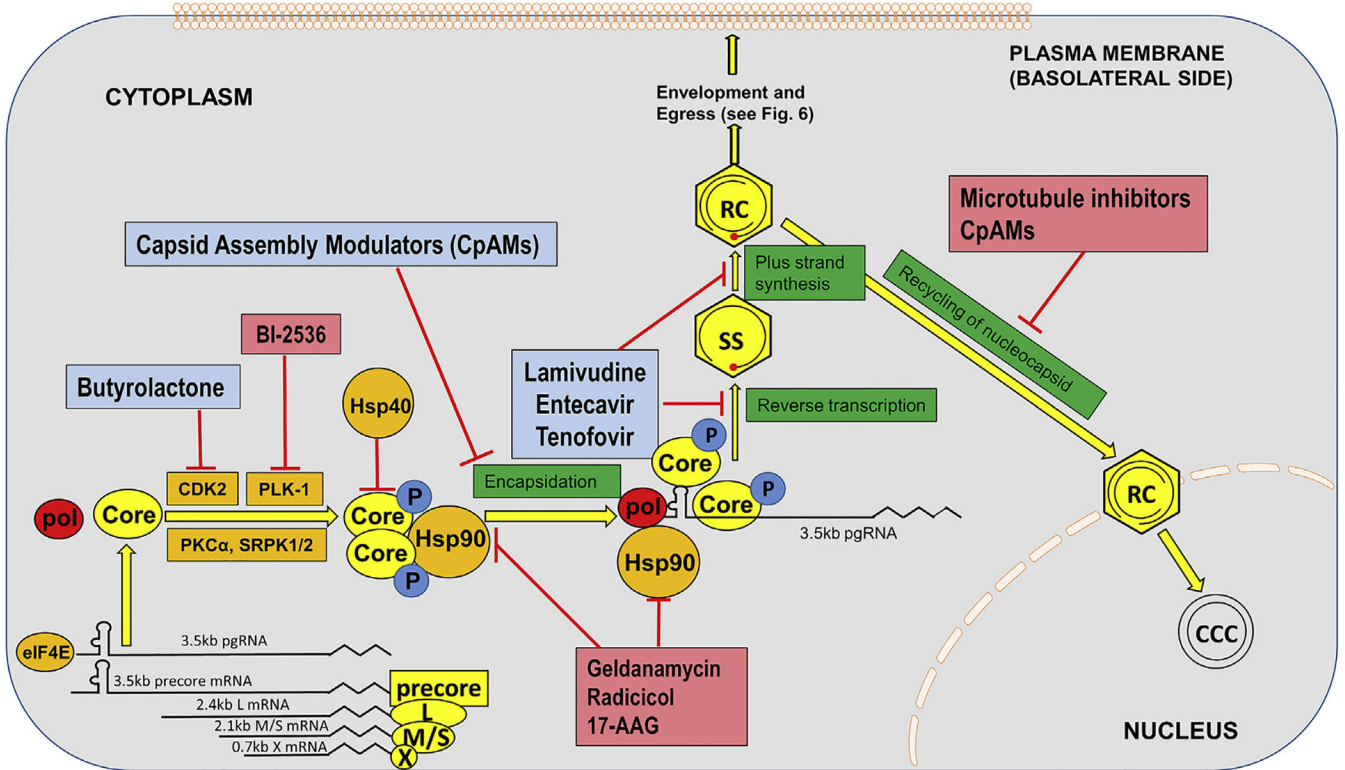 PLASMA MEMBRANE
(BASOLATERAL SIDE)
CYTOPLASM
Envelopment and
Egress (see Fig. 6)
RC
Microtubule inhibitors
CpAMs
Capsid Assembly Modulators (CpAMs)
Plus strand
synthesis
Recycling of nucleocapsid
BI-2536
SS
Butyrolactone
Lamivudine
Entecavir
Tenofovir
Hsp40
Reverse transcription
P
Core
CDK2
PLK-1
Encapsidation
P
P
RC
pol
Core
Core
pol
Core
3.5kb pgRNA
PKCα, SRPK1/2
Core
Hsp90
Hsp90
P
CCC
eIF4E
3.5kb pgRNA
3.5kb precore mRNA
precore
2.4kb L mRNA
L
2.1kb M/S mRNA
M/S
0.7kb X mRNA
X
Geldanamycin
Radicicol
17-AAG
NUCLEUS